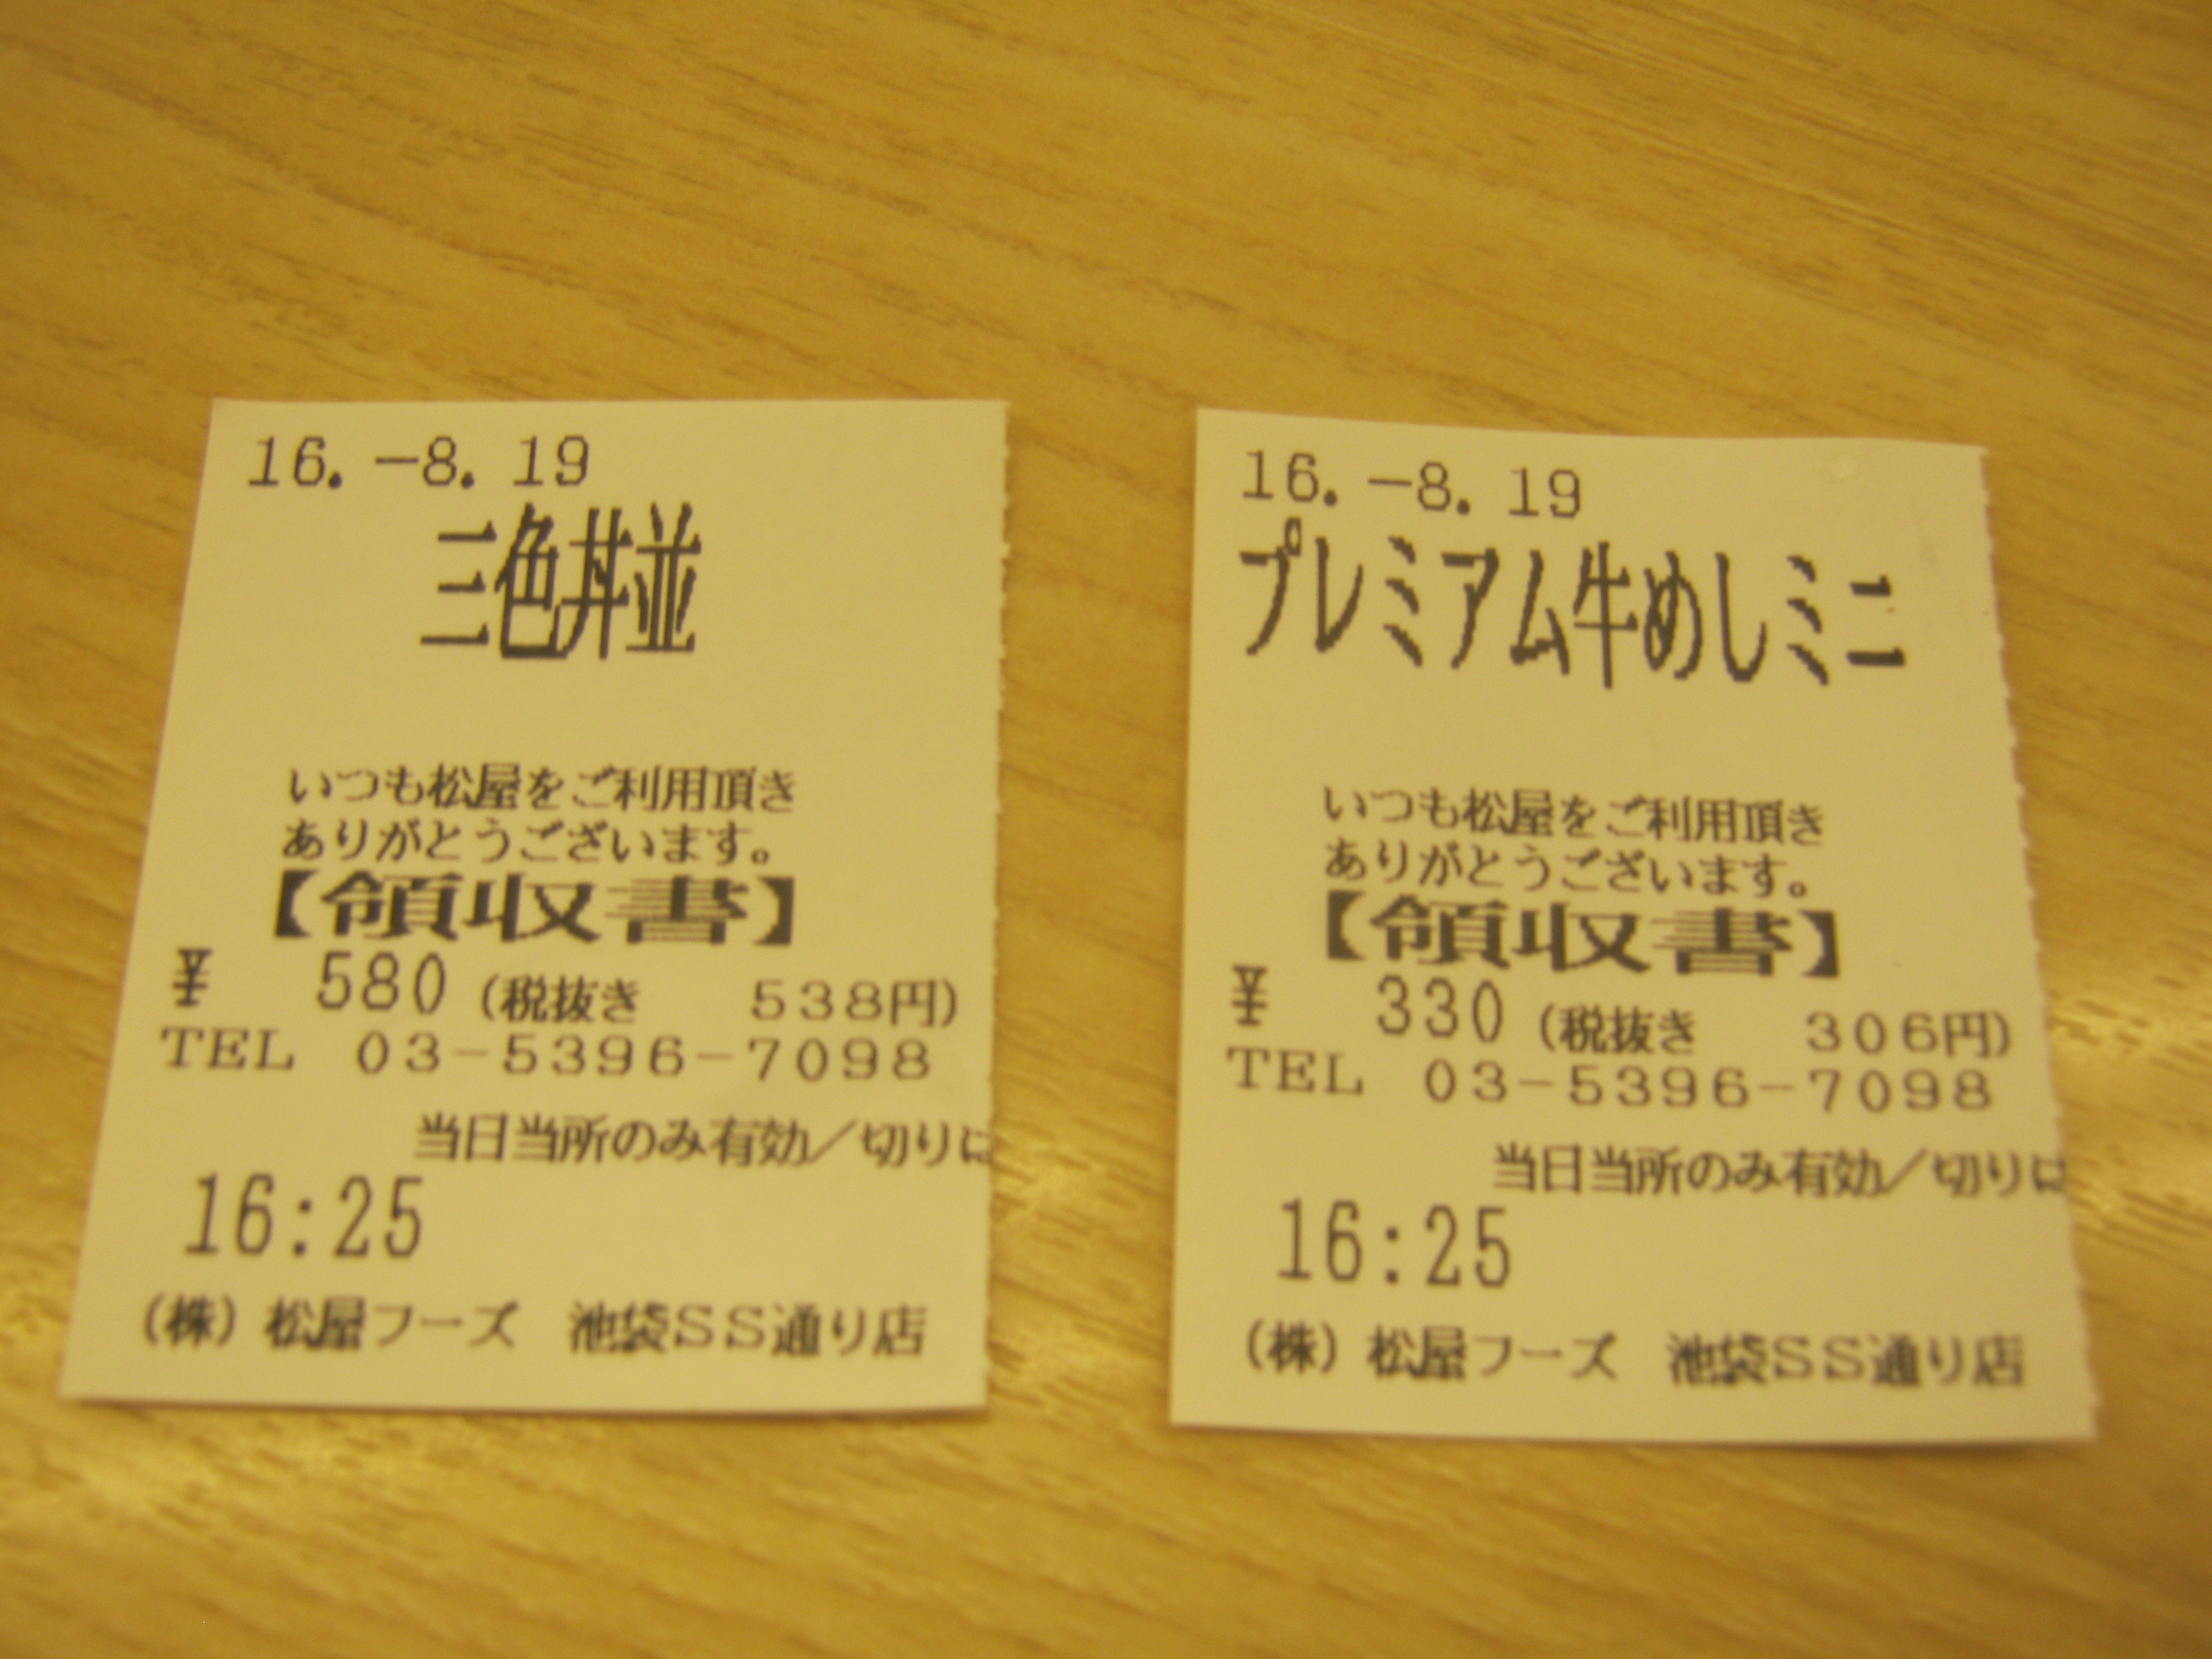 16.-8.19
三色丼並
いつも松屋をご利用頂き
ありがとうございます。
【領収書】
¥ 580 (税抜き 538円)
TEL 03-5396-7098
当日当所のみ有効/切りは
16:25
(株) 松屋フーズ 池袋SS通り店
16.-8.19
プレミアム牛めしミニ
いつも松屋をご利用頂き
ありがとうございます。
【領収書】
¥ 330 (税抜き 306円)
TEL 03-5396-7098
当日当所のみ有効/切りは
16:25
(株) 松屋フーズ 池袋SS通り店